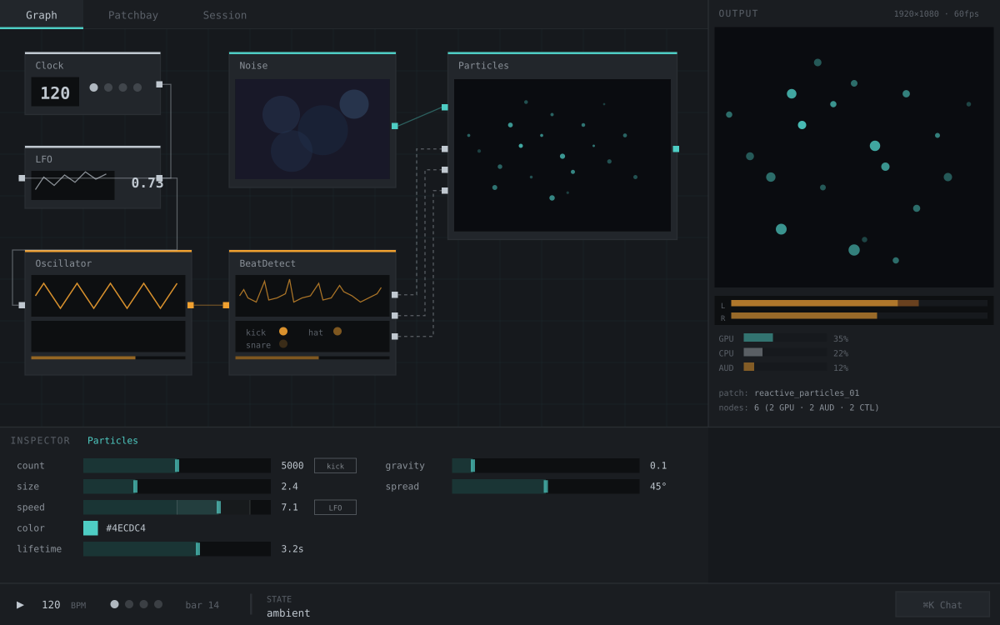 Graph Patchbay Session
OUTPUT 1920×1080 · 60fps
Clock
120
LFO
0.73
Noise
Particles
Oscillator
BeatDetect
kick hat
snare
L
R
GPU 35%
CPU 22%
AUD 12%
patch: reactive_particles_01
nodes: 6 (2 GPU · 2 AUD · 2 CTL)
INSPECTOR Particles
count 5000 kick gravity 0.1
size 2.4 spread 45°
speed 7.1 LFO
color #4ECDC4
lifetime 3.2s
▶ 120 BPM bar 14
STATE
ambient
⌘K Chat